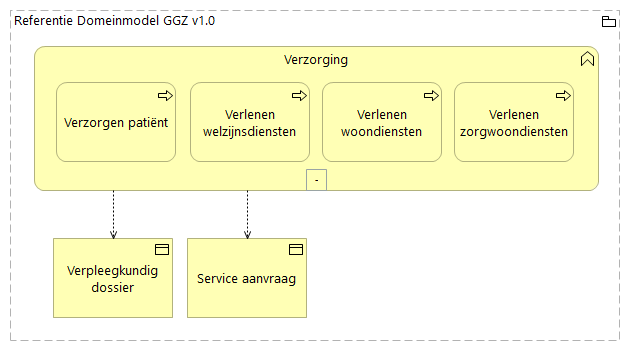 Referentie Domeinmodel GGZ v1.0
Verzorging
Verzorgen patiënt
Verlenen
welzijnsdiensten
Verlenen
woondiensten
Verlenen
zorgwoondiensten
-
Verpleegkundig
dossier
Service aanvraag